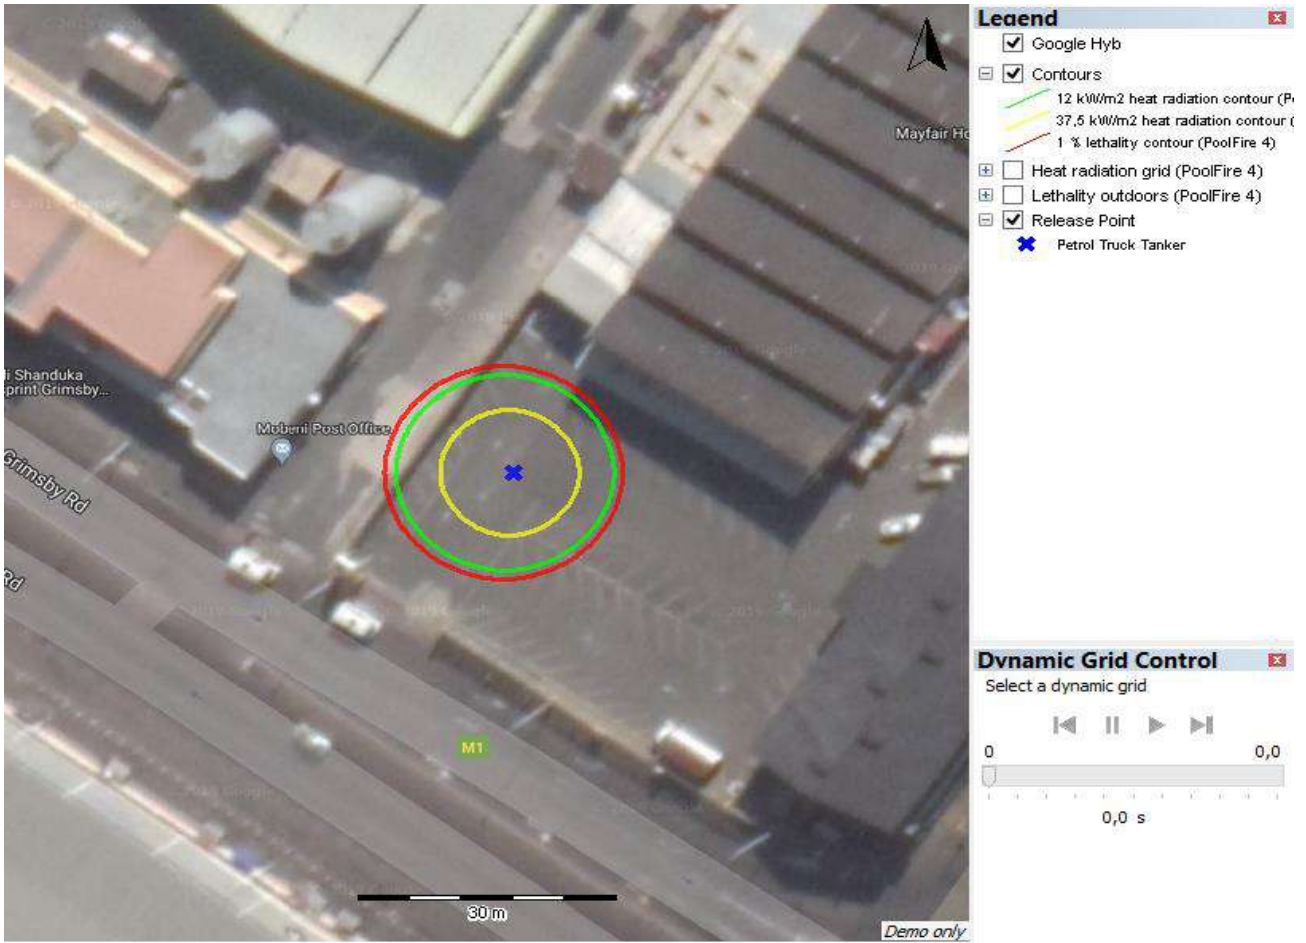 Legend
Google Hyb
Contours
12 kW/m2 heat radiation contour (P
37,5 kW/m2 heat radiation contour (
1 % lethality contour (PoolFire 4)
Heat radiation grid (PoolFire 4)
Lethality outdoors (PoolFire 4)
Release Point
Petrol Truck Tanker
Mayfair Ho
li Shanduka
print Grimsby...
Mobeni Post Office
Grimsby Rd
Rd
M1
30 m
Demo only
Dynamic Grid Control
Select a dynamic grid
0
0,0
0,0 s